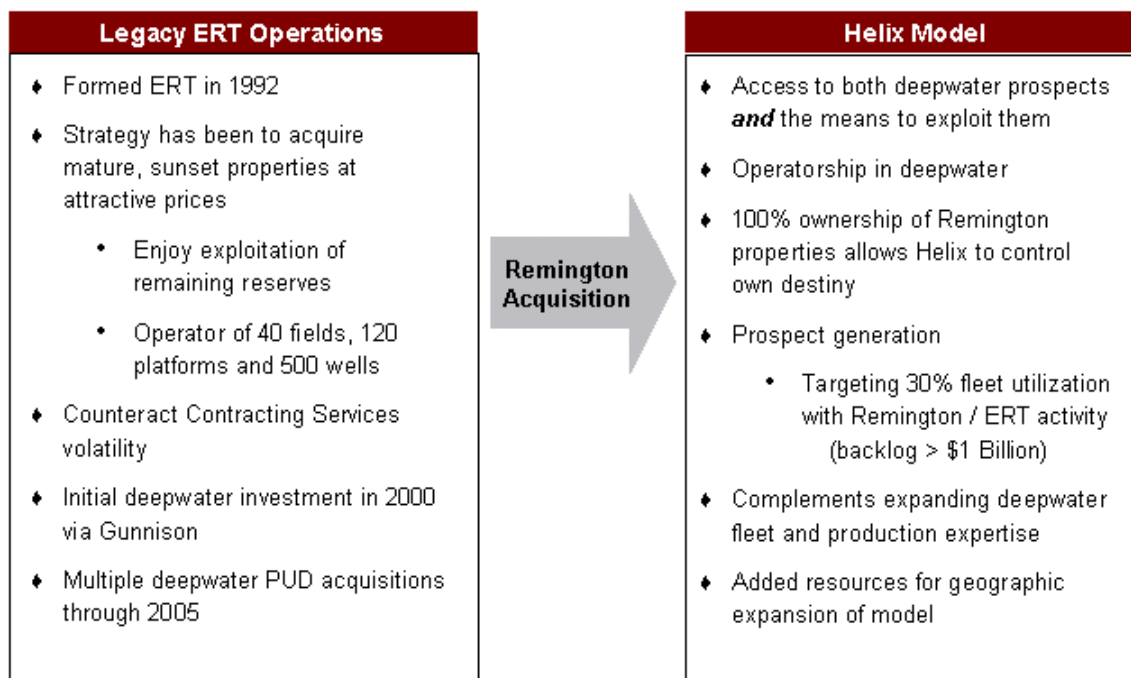 Legacy ERT Operations
♦ Formed ERT in 1992
♦ Strategy has been to acquire
mature, sunset properties at
attractive prices
• Enjoy exploitation of
remaining reserves
• Operator of 40 fields, 120
platforms and 500 wells
♦ Counteract Contracting Services
volatility
♦ Initial deepwater investment in 2000
via Gunnison
♦ Multiple deepwater PUD acquisitions
through 2005
Remington
Acquisition
Helix Model
♦ Access to both deepwater prospects
and the means to exploit them
♦ Operatorship in deepwater
♦ 100% ownership of Remington
properties allows Helix to control
own destiny
♦ Prospect generation
• Targeting 30% fleet utilization
with Remington / ERT activity
(backlog > $1 Billion)
♦ Complements expanding deepwater
fleet and production expertise
♦ Added resources for geographic
expansion of model